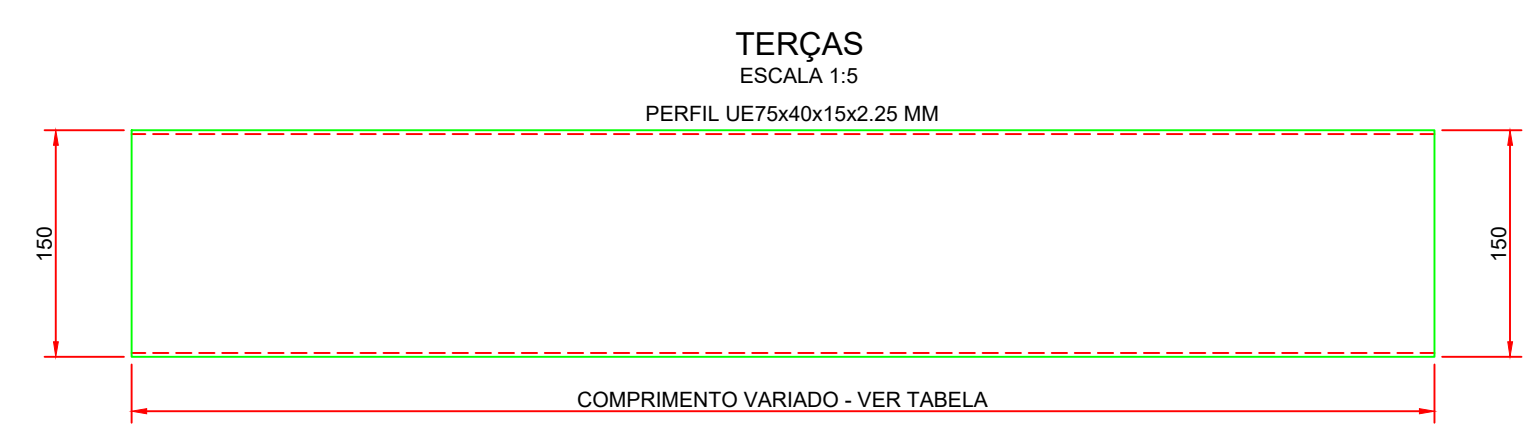 TERÇAS
ESCALA 1:5
PERFIL UE75x40x15x2.25 MM
150
150
COMPRIMENTO VARIADO - VER TABELA